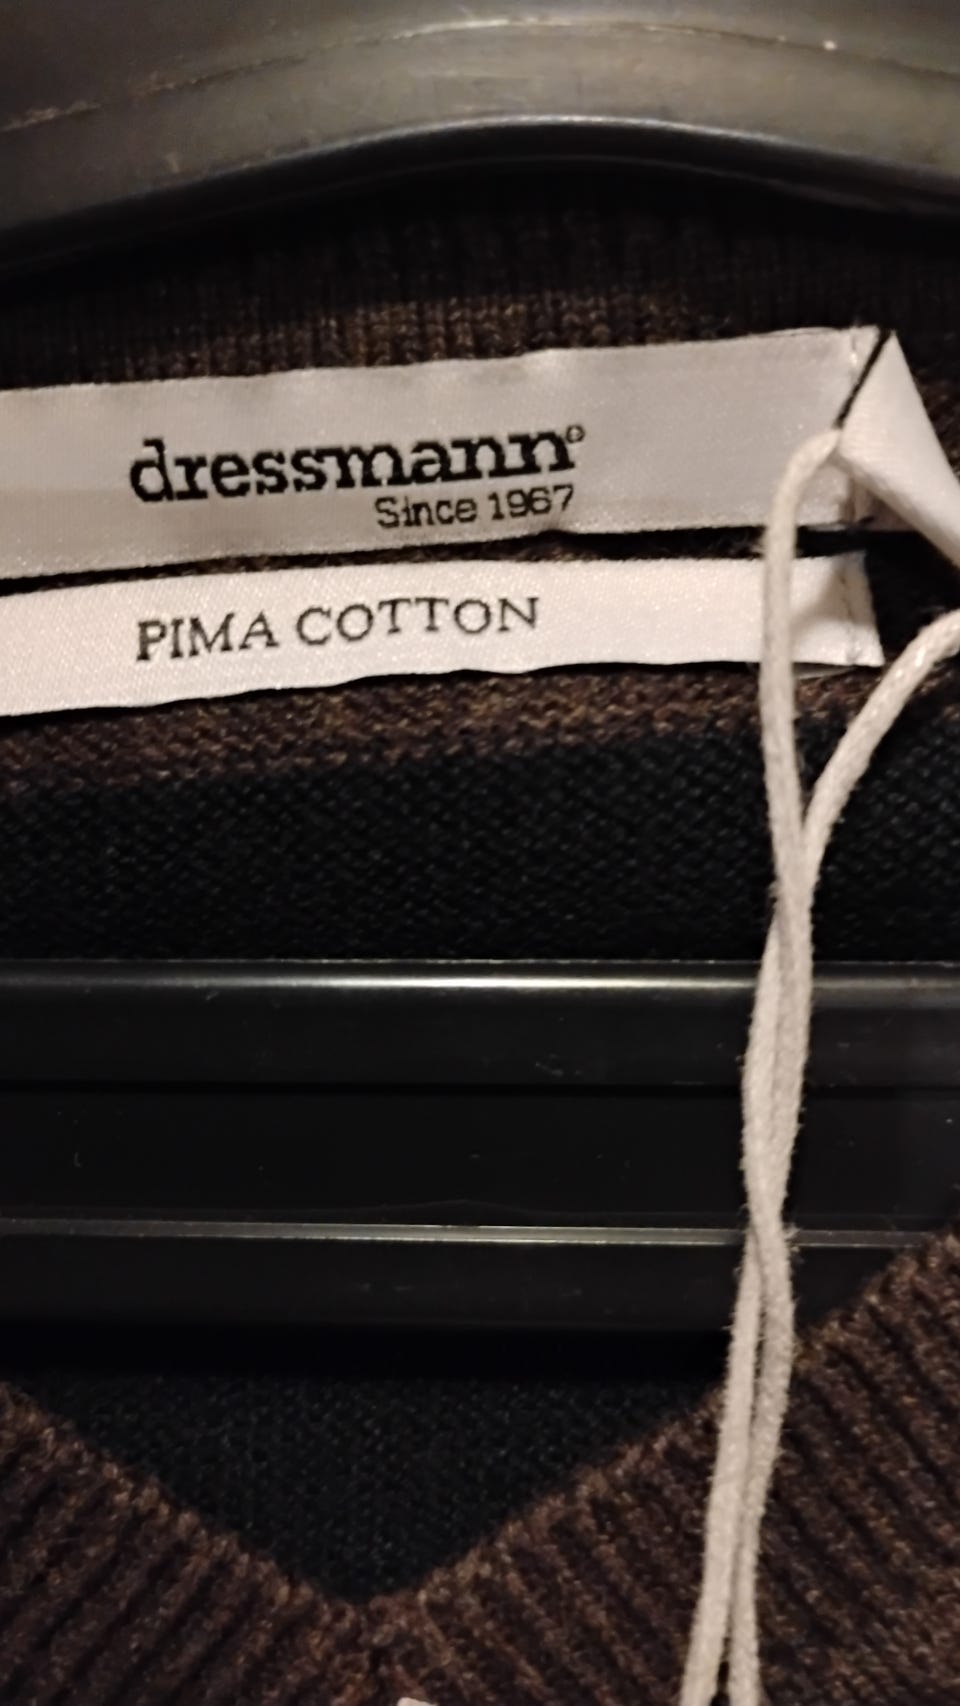 dressmann®
Since 1967
PIMA COTTON